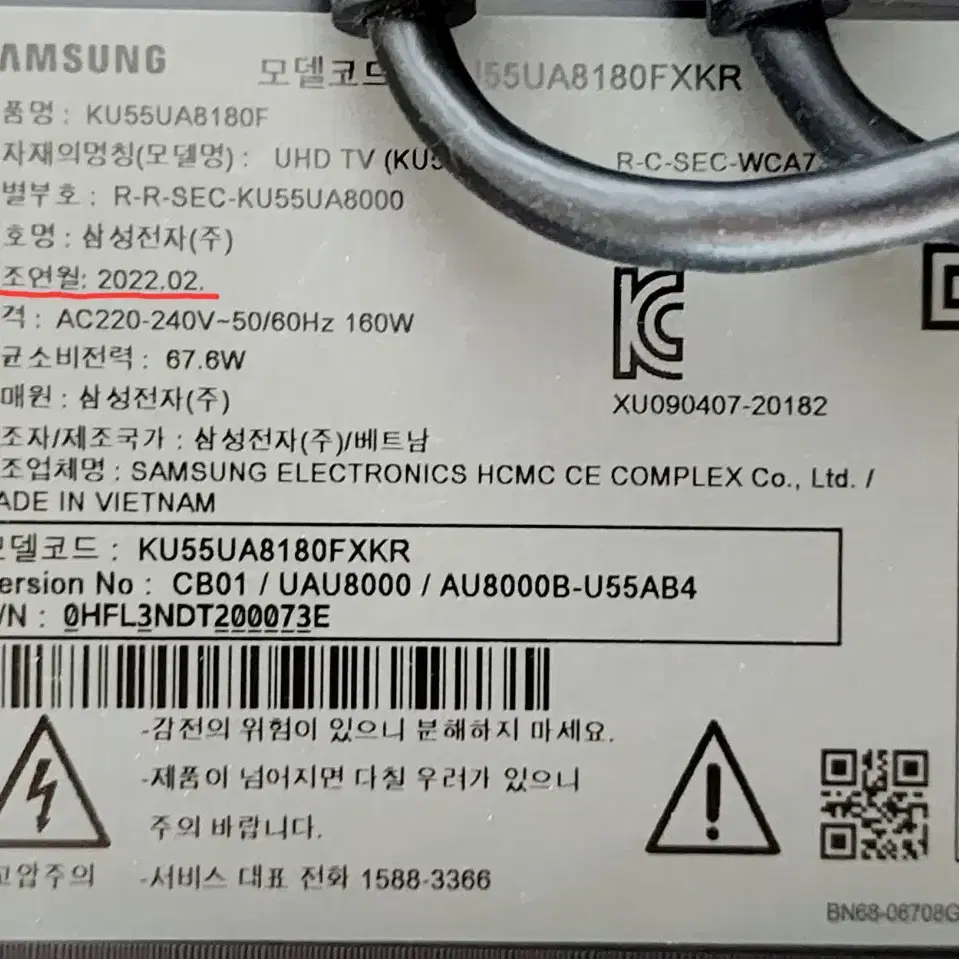 AMSUNG
모델코드 U55UA8180FXKR
품명 : KU55UA8180F
자재의명칭(모델명) : UHD TV (KU5 R-C-SEC-WCA7
별부호 : R-R-SEC-KU55UA8000
호명 : 삼성전자(주)
조연월: 2022.02.
격 : AC220-240V~50/60Hz 160W
균소비전력 : 67.6W
매원 : 삼성전자(주)
XU090407-20182
조자/제조국가 : 삼성전자(주)/베트남
조업체명 : SAMSUNG ELECTRONICS HCMC CE COMPLEX Co., Ltd. /
ADE IN VIETNAM
모델코드 : KU55UA8180FXKR
ersion No : CB01 / UAU8000 / AU8000B-U55AB4
/N : 0HFL3NDT200073E
-감전의 위험이 있으니 분해하지 마세요.
-제품이 넘어지면 다칠 우려가 있으니
주의 바랍니다.
고압주의
-서비스 대표 전화 1588-3366
BN68-06708G